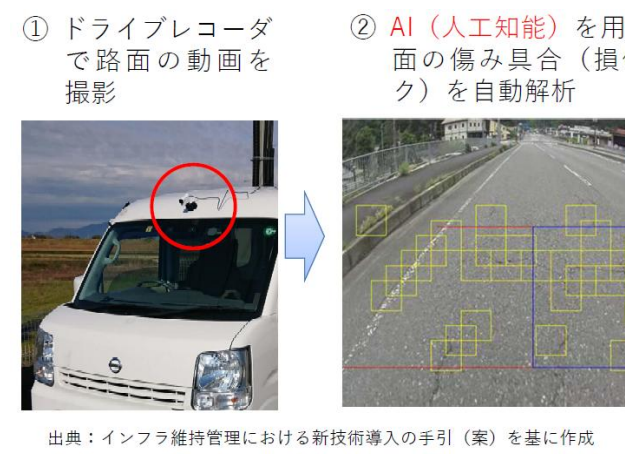 ① ドライブレコーダ
で路面の動画を
撮影
② AI（人工知能）を用
面の傷み具合（損
ク）を自動解析
出典：インフラ維持管理における新技術導入の手引（案）を基に作成